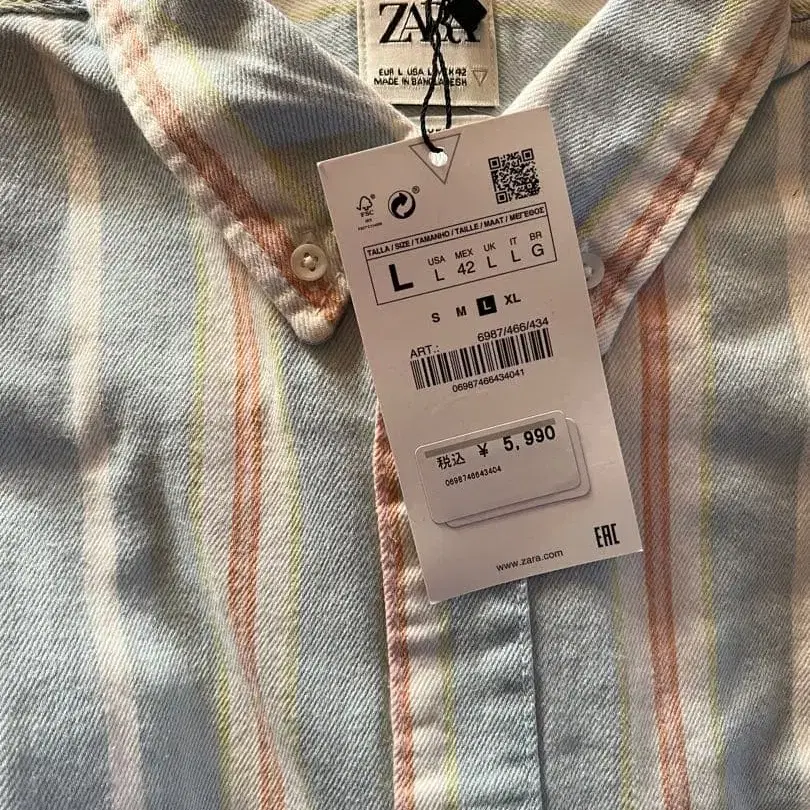 ZARA
EUR L USA L MEX 42
MADE IN BANGLADESH
FSC
TALLA / SIZE / TAMANHO / TAILLE / MAAT / ΜΕΓΕΘΟΣ
L
USA MEX UK IT BR
L 42 L L G
S M L XL
ART.: 6987/466/434
06987466434041
税込 ¥ 5,990
0698746643404
EAC
www.zara.com